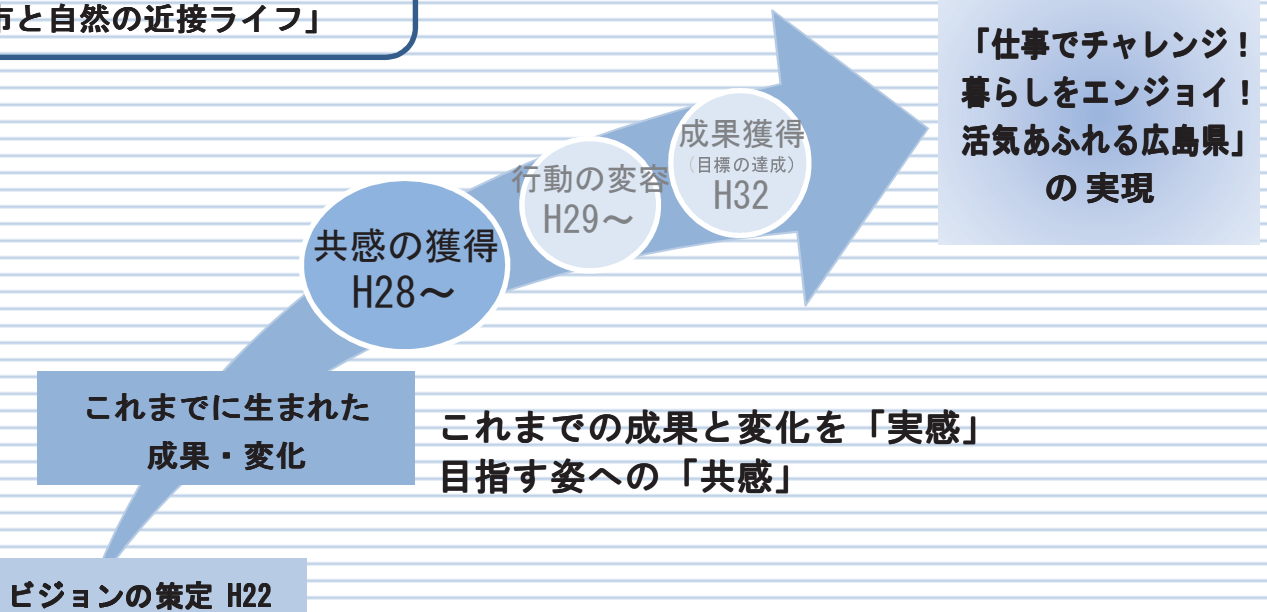 市と自然の近接ライフ」
「仕事でチャレンジ！
暮らしをエンジョイ！
活気あふれる広島県」
の 実現
成果獲得
（目標の達成）
H32
行動の変容
H29～
共感の獲得
H28～
これまでに生まれた
成果・変化
これまでの成果と変化を「実感」
目指す姿への「共感」
ビジョンの策定 H22